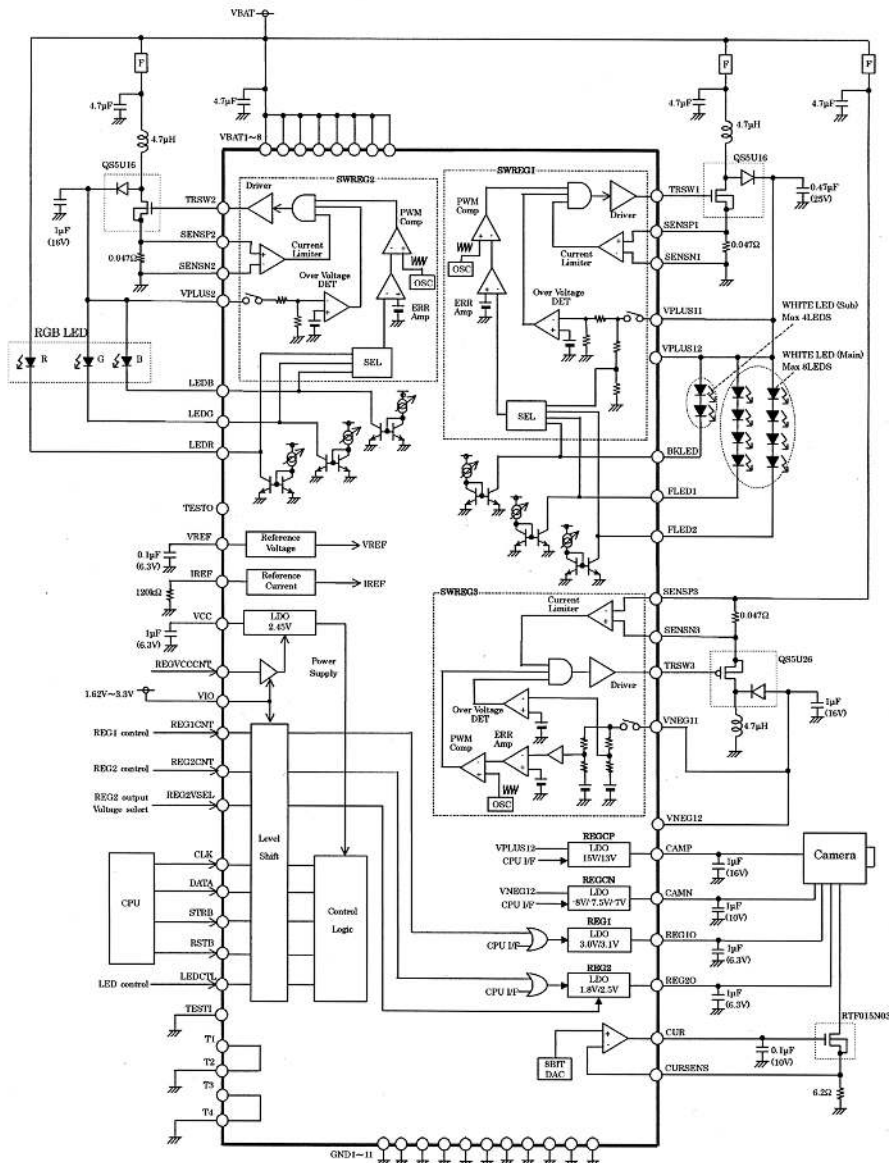 VBAT
F
F
F
4.7μF
4.7μF
4.7μF
4.7μF
4.7μH
4.7μH
VBAT1~8
QS5U16
QS5U16
SWREG2
SWREG1
Driver
PWM Comp
PWM Comp
Driver
TRSW2
TRSW1
1μF (16V)
0.47μF (25V)
SENSP2
SENSP1
Current Limiter
Current Limiter
0.047Ω
0.047Ω
SENSN2
SENSN1
OSC
OSC
Over Voltage DET
Over Voltage DET
VPLUS2
VPLUS11
ERR Amp
ERR Amp
WHITE LED (Sub)
Max 4LEDS
RGB LED
VPLUS12
WHITE LED (Main)
Max 8LEDS
R
G
B
SEL
SEL
LEDB
LEDG
LEDR
BKLED
FLED1
FLED2
TESTO
VREF
Reference Voltage
VREF
0.1μF (6.3V)
IREF
Reference Current
IREF
120kΩ
SWREG3
Current Limiter
SENSP3
0.047Ω
SENSN3
VCC
LDO 2.45V
1μF (6.3V)
Power Supply
QS5U26
REGVCCCNT
TRSW3
Driver
1.62V~3.3V
VIO
Over Voltage DET
1μF (16V)
VNEG11
4.7μH
REG1 control
REG1CNT
PWM Comp
ERR Amp
REG2 control
REG2CNT
OSC
REG2 output Voltage select
REG2VSEL
VNEG12
Level Shift
REGCP
VPLUS12
CPU I/F
LDO 15V/13V
CAMP
1μF (16V)
Camera
CPU
CLK
DATA
STRB
RSTB
Control Logic
REGCN
VNEG12
CPU I/F
LDO -8V/-7.5V/-7V
CAMN
1μF (10V)
REG1
CPU I/F
LDO 3.0V/3.1V
REG1O
1μF (6.3V)
LED control
LEDCTL
REG2
CPU I/F
LDO 1.8V/2.5V
REG2O
1μF (6.3V)
TESTI
RTF015N03
T1
T2
T3
T4
8BIT DAC
CUR
0.1μF (10V)
CURSENS
6.2Ω
GND1~11